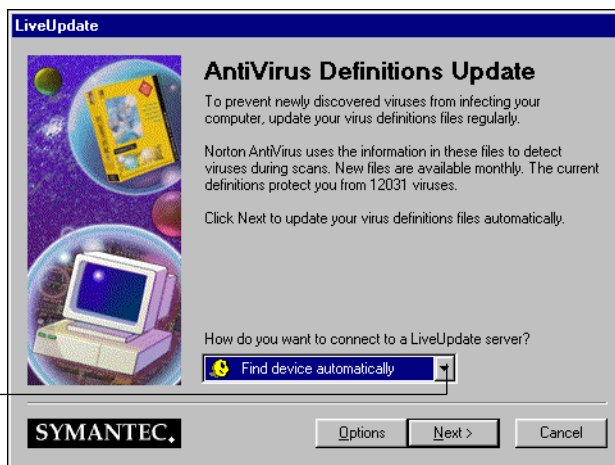 LiveUpdate
AntiVirus Definitions Update
To prevent newly discovered viruses from infecting your
computer, update your virus definitions files regularly.
Norton AntiVirus uses the information in these files to detect
viruses during scans. New files are available monthly. The current
definitions protect you from 12031 viruses.
Click Next to update your virus definitions files automatically.
How do you want to connect to a LiveUpdate server?
Find device automatically
SYMANTEC.
Options
Next >
Cancel